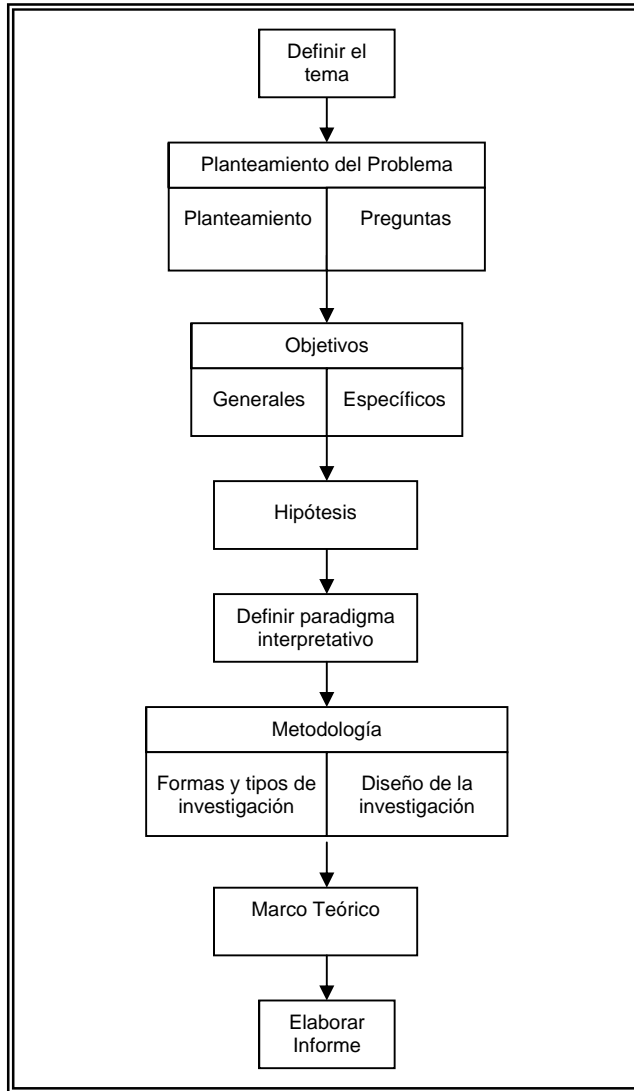 Definir el
tema
Planteamiento del Problema
Planteamiento
Preguntas
Objetivos
Generales
Específicos
Hipótesis
Definir paradigma
interpretativo
Metodología
Formas y tipos de
investigación
Diseño de la
investigación
Marco Teórico
Elaborar
Informe